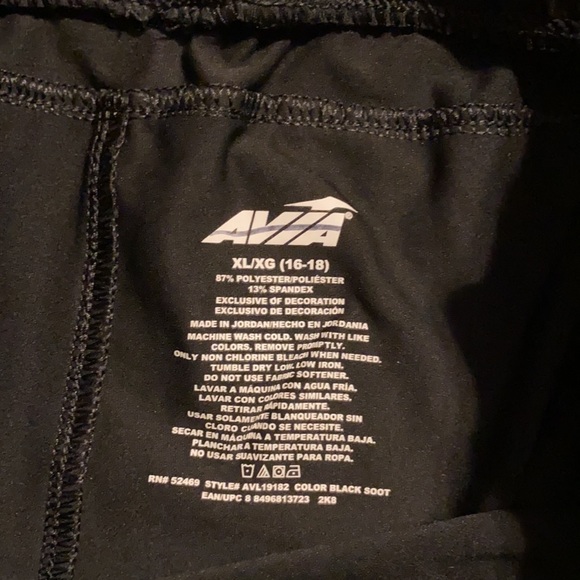 AVIA®
XL/XG (16-18)
87% POLYESTER/POLIÉSTER
13% SPANDEX
EXCLUSIVE OF DECORATION
EXCLUSIVO DE DECORACIÓN
MADE IN JORDAN/HECHO EN JORDANIA
MACHINE WASH COLD. WASH WITH LIKE
COLORS. REMOVE PROMPTLY.
ONLY NON CHLORINE BLEACH WHEN NEEDED.
TUMBLE DRY LOW. LOW IRON.
DO NOT USE FABRIC SOFTENER.
LAVAR A MÁQUINA CON AGUA FRÍA.
LAVAR CON COLORES SIMILARES.
RETIRAR RÁPIDAMENTE.
USAR SOLAMENTE BLANQUEADOR SIN
CLORO CUANDO SE NECESITE.
SECAR EN MÁQUINA A TEMPERATURA BAJA.
PLANCHAR A TEMPERATURA BAJA.
NO USAR SUAVIZANTE PARA ROPA.
RN# 52469 STYLE# AVL19182 COLOR BLACK SOOT
EAN/UPC 8 8496813723 2K8